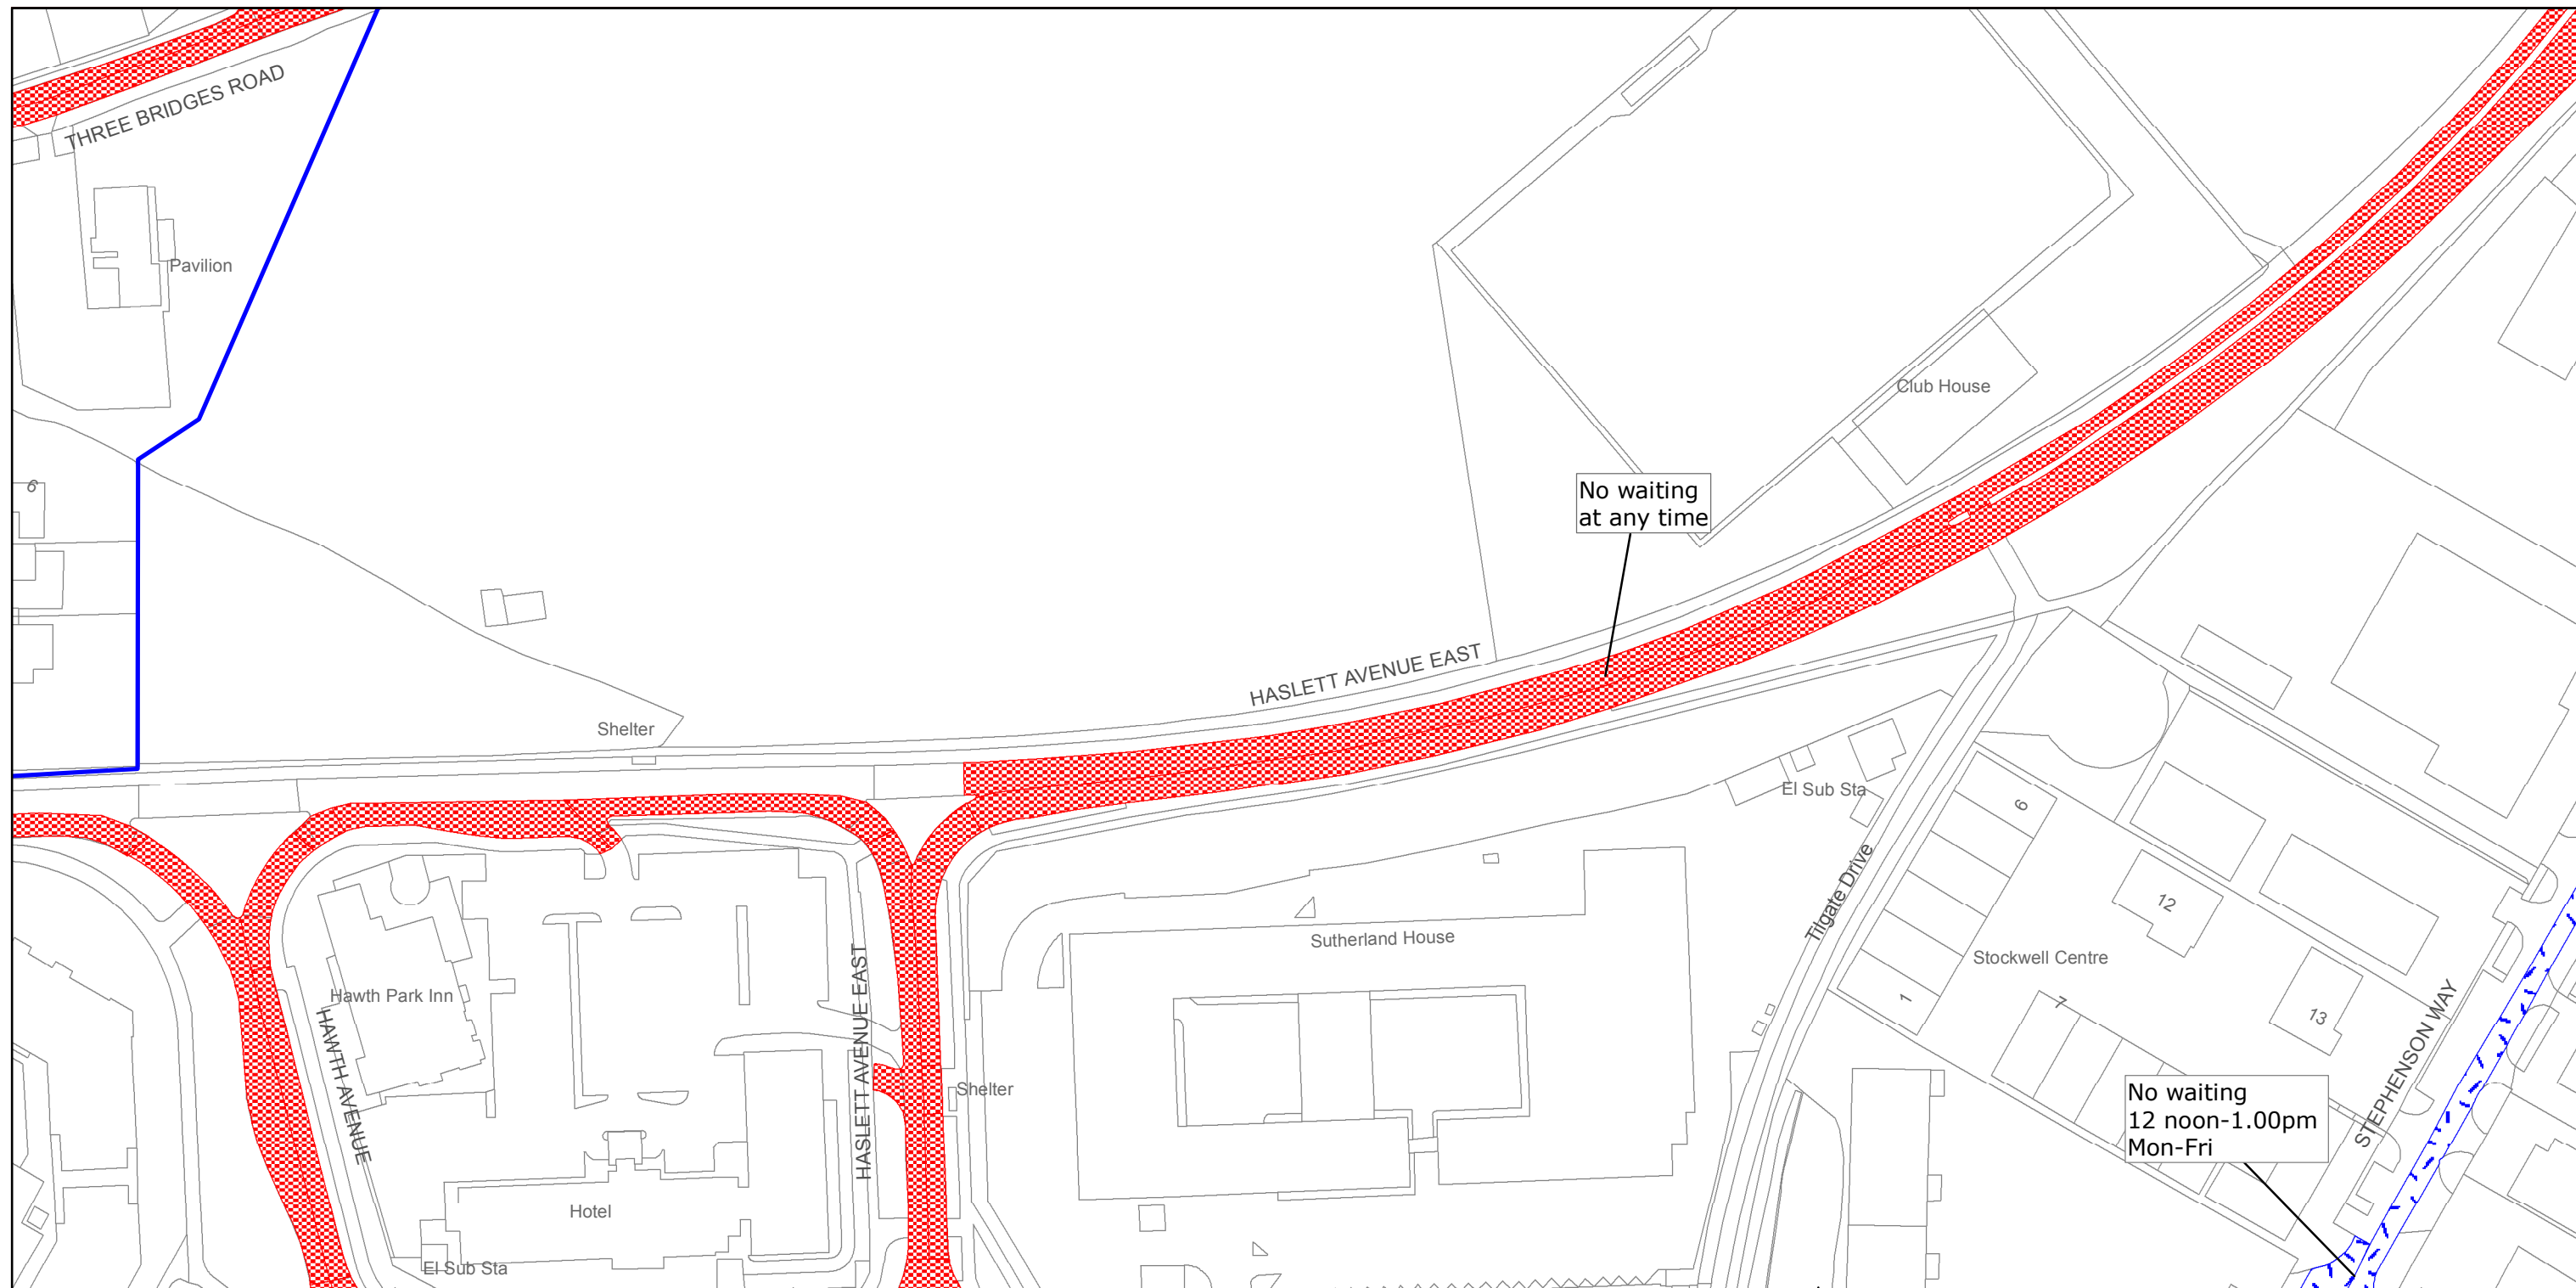 THREE BRIDGES ROAD
Pavilion
Club House
6
No waiting
at any time
HASLETT AVENUE EAST
Shelter
El Sub Sta
6
Tilgate Drive
12
Sutherland House
Stockwell Centre
HASLETT AVENUE EAST
Hawth Park Inn
1
7
13
STEPHENSON WAY
HAWTH AVENUE
Shelter
No waiting
12 noon-1.00pm
Mon-Fri
Hotel
El Sub Sta